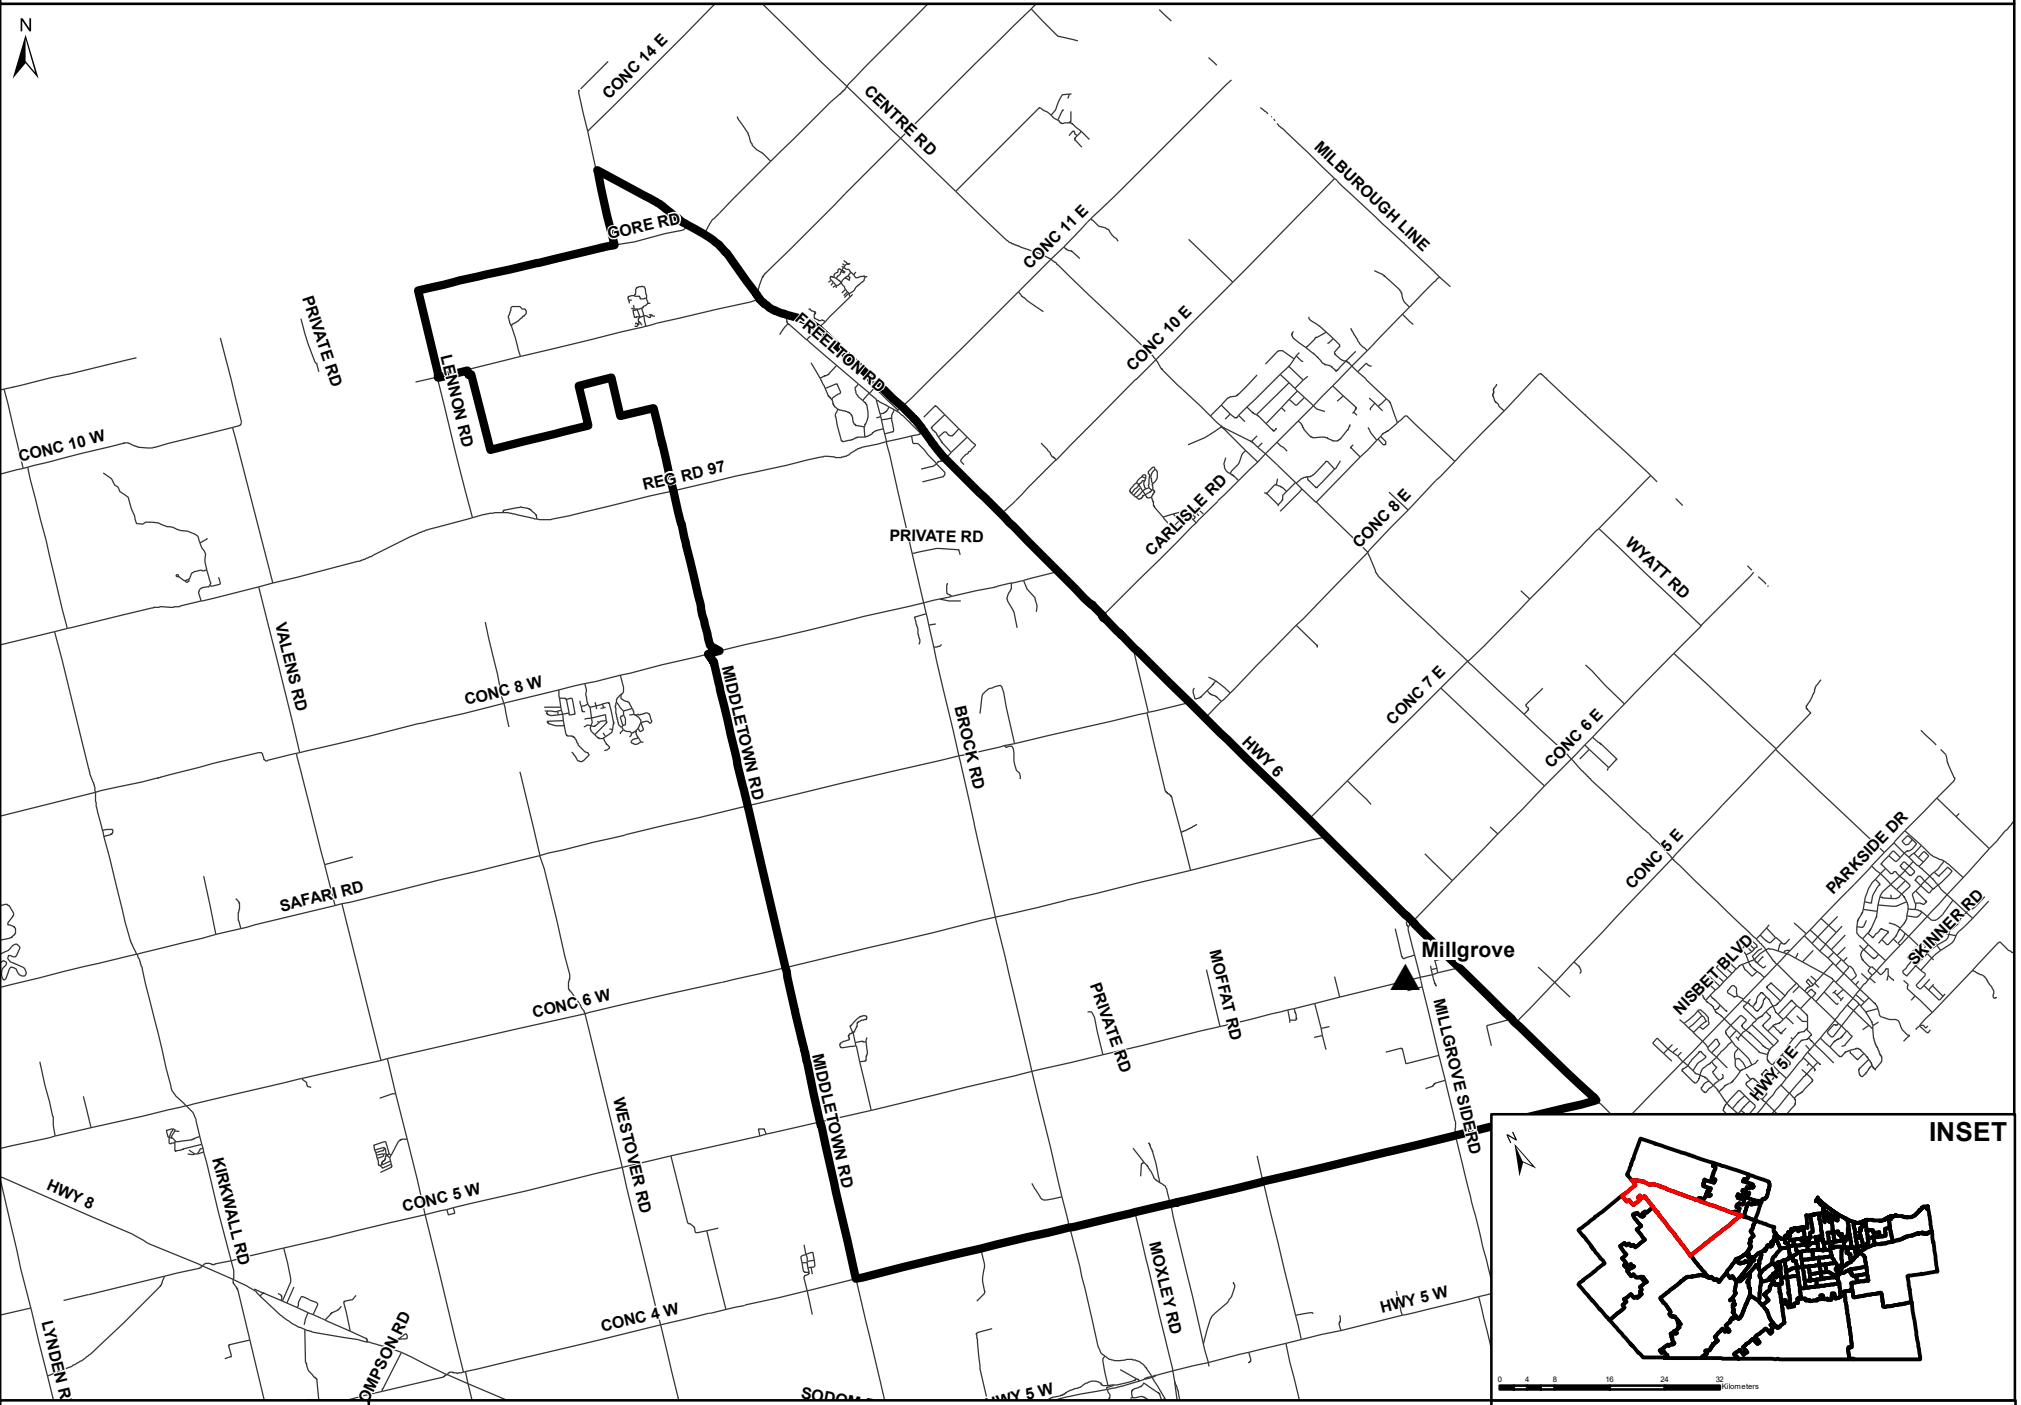 N
CONC 14 E
CENTRE RD
MILBUROUGH LINE
GORE RD
CONC 11 E
PRIVATE RD
FREELTON RD
CONC 10 E
LENNON RD
CONC 10 W
REG RD 97
CARLISLE RD
CONC 8 E
PRIVATE RD
WYATT RD
VALENS RD
CONC 8 W
MIDDLETOWN RD
BROCK RD
HWY 6
CONC 7 E
CONC 6 E
PARKSIDE DR
CONC 5 E
SAFARI RD
SKINNER RD
NISBET BLVD
Millgrove
MOFFAT RD
CONC 6 W
PRIVATE RD
MILLGROVE SIDERD
HWY 5 E
MIDDLETOWN RD
WESTOVER RD
KIRKWALL RD
HWY 8
CONC 5 W
MOXLEY RD
HWY 5 W
CONC 4 W
LYNDEN R
OMPSON RD
SODOM
HWY 5 W
INSET
N
0 4 8 16 24 32
Kilometers